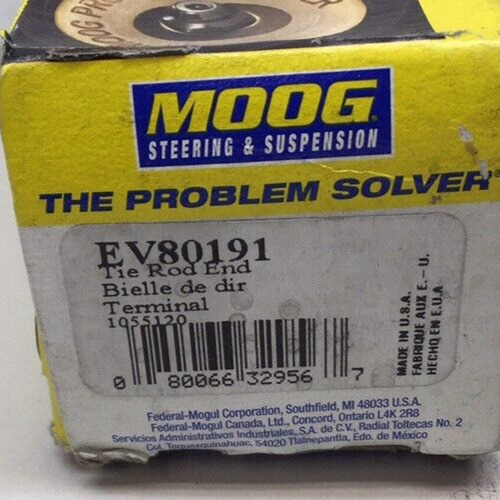 MOOG PRO
MOOG
STEERING & SUSPENSION
THE PROBLEM SOLVER®
EV80191
Tie Rod End
Bielle de dir
Terminal
1055120
0 80066 32956 7
MADE IN U.S.A.
FABRIQUE AUX E.-U.
HECHO EN E.U.A
Federal-Mogul Corporation, Southfield, MI 48033 U.S.A.
Federal-Mogul Canada, Ltd., Concord, Ontario L4K 2R8
Servicios Administrativos Industriales, S.A. de C.V., Radial Toltecas No. 2
Col. Tequexquinahuac, 54020 Tlalnepantla, Edo. de México